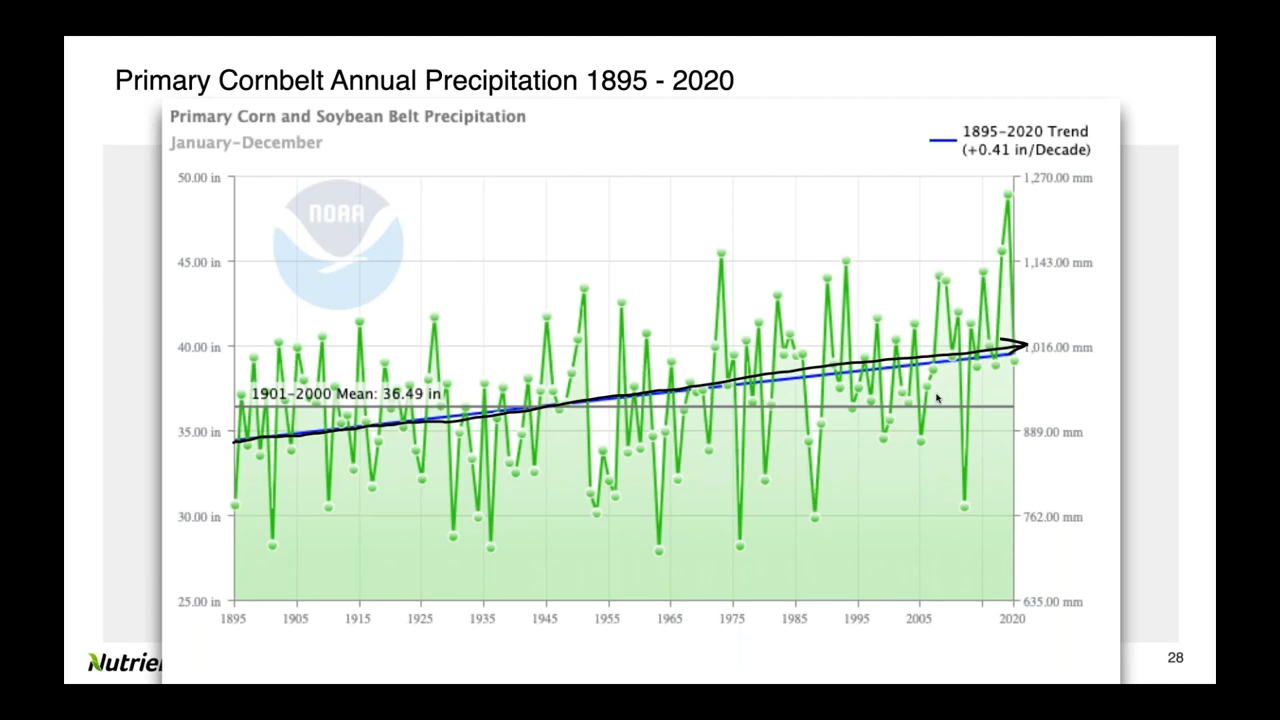 Primary Cornbelt Annual Precipitation 1895 - 2020
Primary Corn and Soybean Belt Precipitation
January-December
1895-2020 Trend
(+0.41 in/Decade)
50.00 in
1,270.00 mm
NOAA
45.00 in
1,143.00 mm
40.00 in
1,016.00 mm
1901-2000 Mean: 36.49 in
35.00 in
889.00 mm
30.00 in
762.00 mm
25.00 in
635.00 mm
1895 1905 1915 1925 1935 1945 1955 1965 1975 1985 1995 2005 2020
Nutrie
28